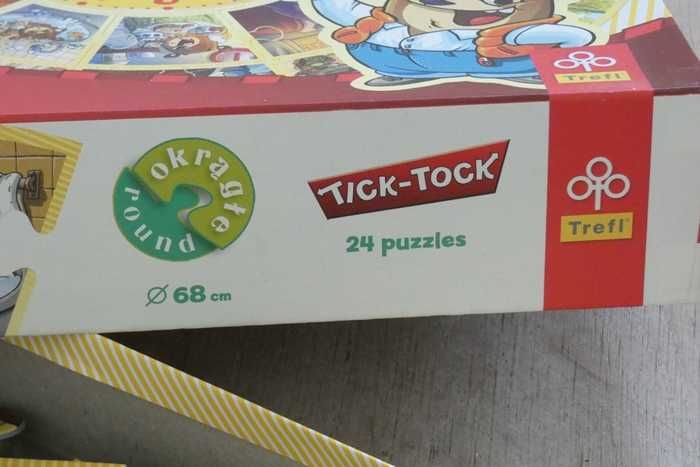 Trefl
okrągłe
round
TICK-TOCK
24 puzzles
Trefl®
⌀ 68 cm